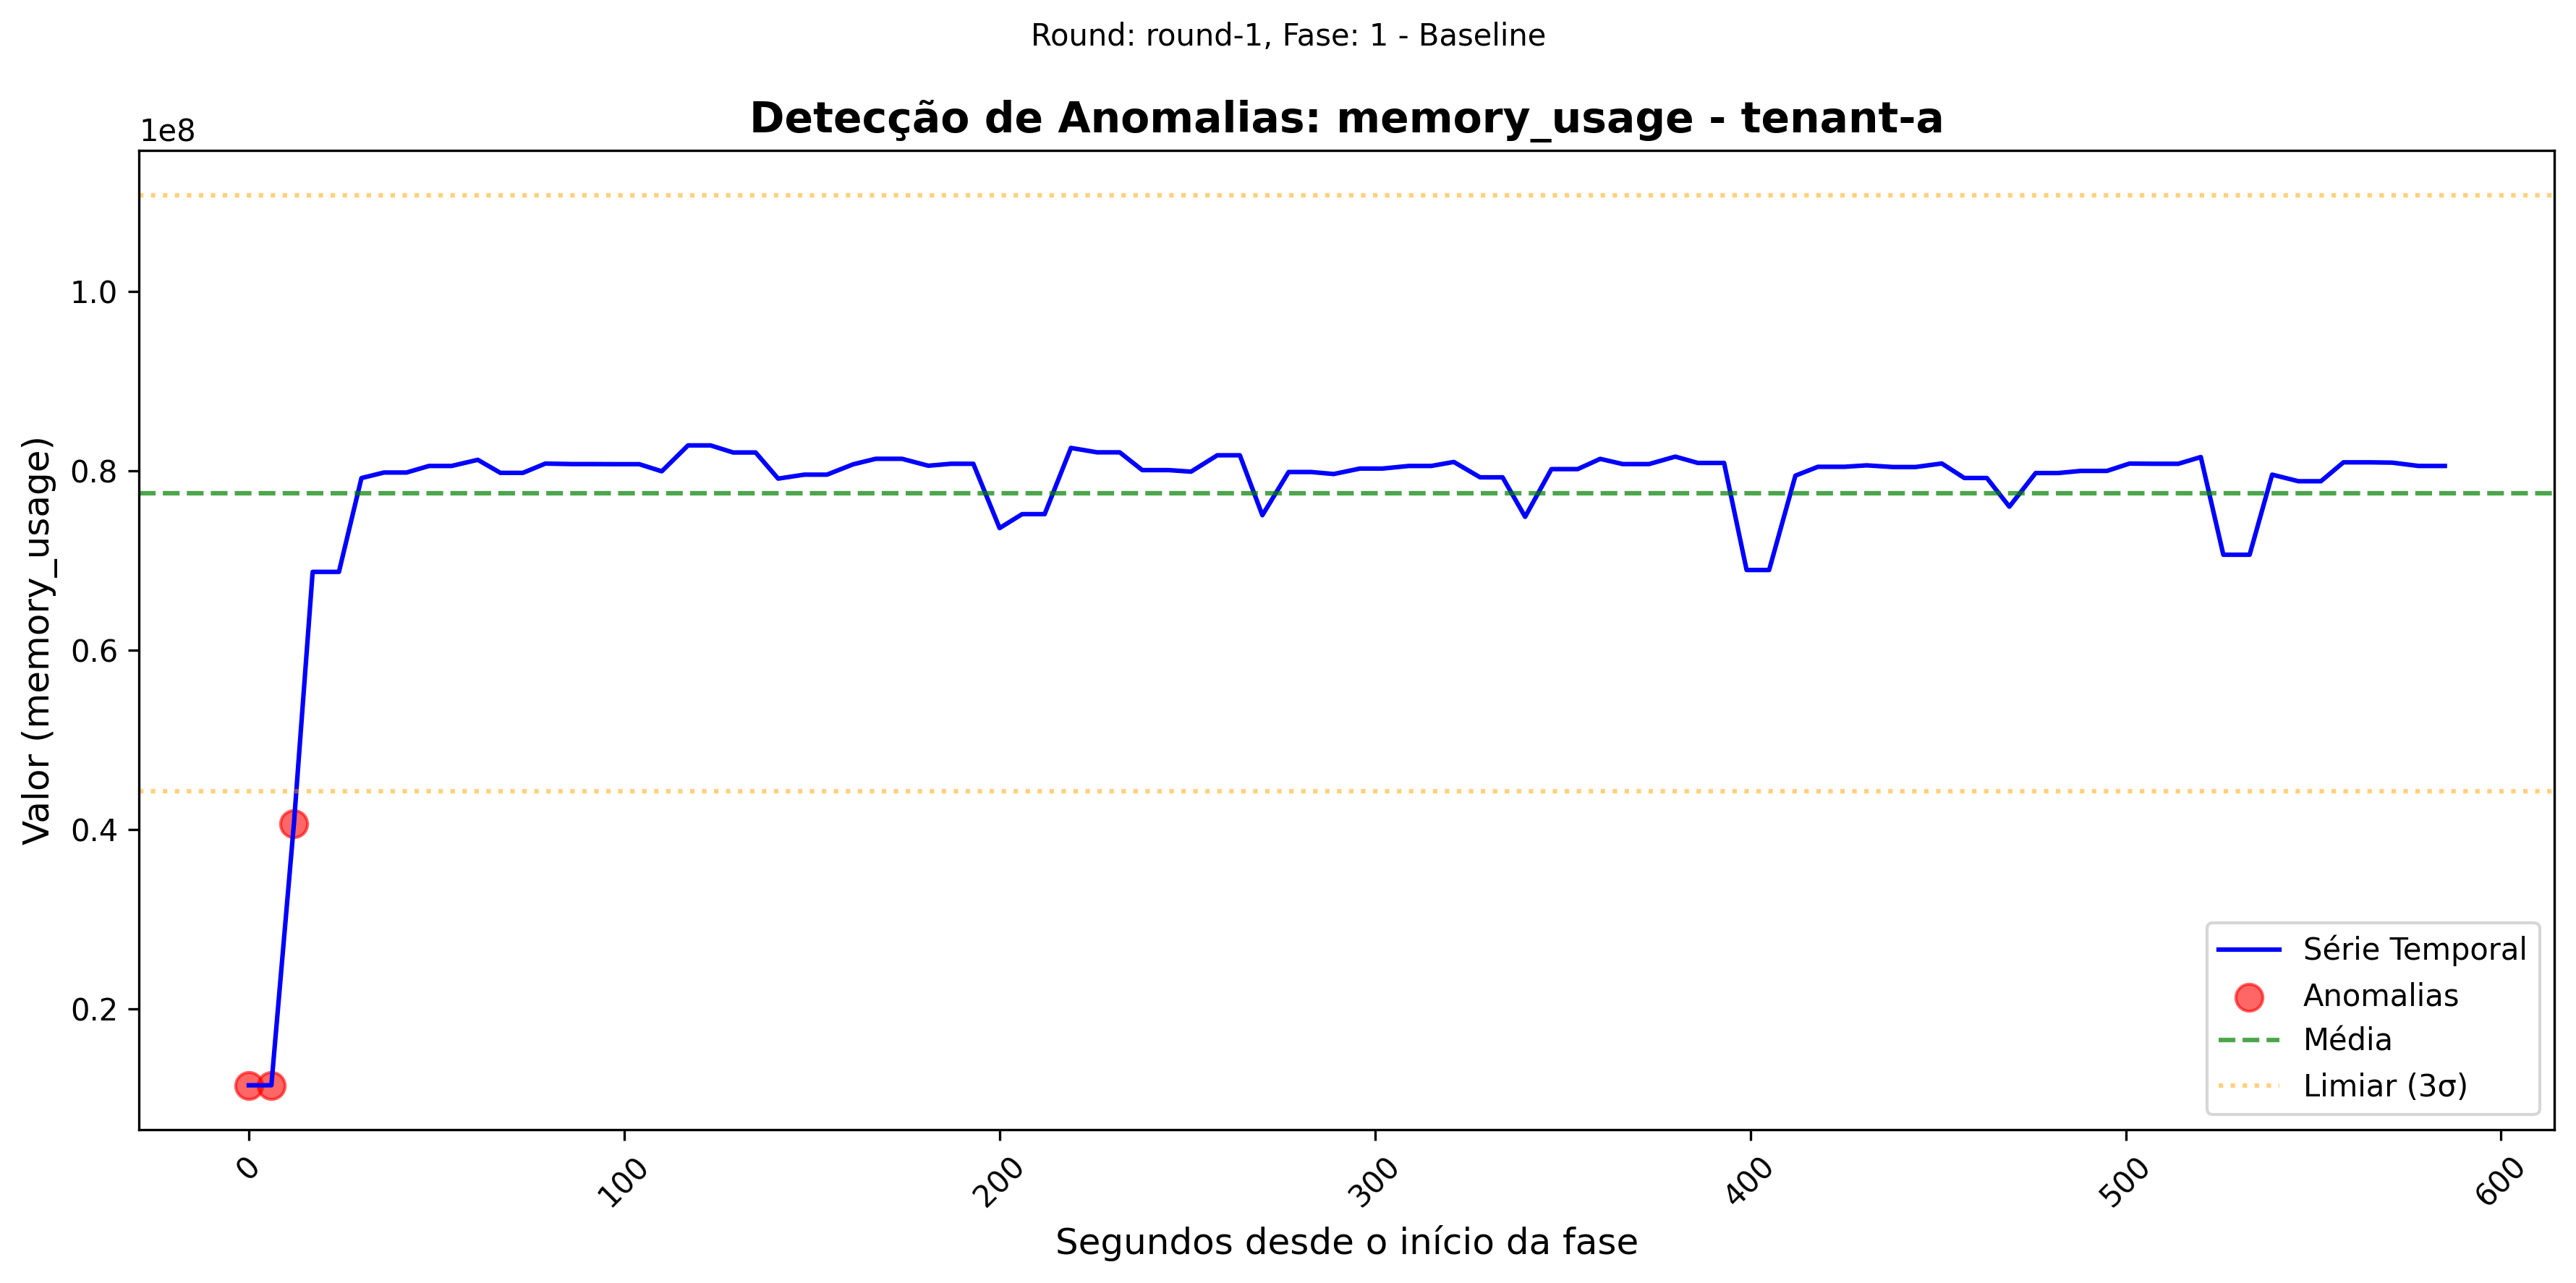 Round: round-1, Fase: 1 - Baseline
Detecção de Anomalias: memory_usage - tenant-a
1e8
Valor (memory_usage)
1.0
0.8
0.6
0.4
0.2
Série Temporal
Anomalias
Média
Limiar (3σ)
0 100 200 300 400 500 600
Segundos desde o início da fase